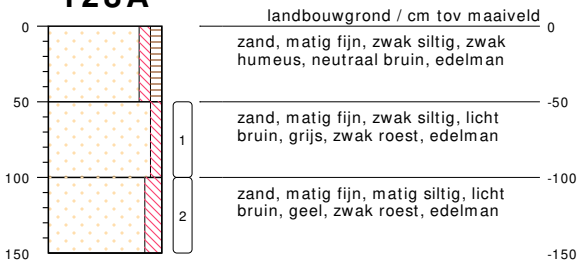 landbouwgrond / cm tov maaiveld
0
0
zand, matig fijn, zwak siltig, zwak
humeus, neutraal bruin, edelman
50
-50
zand, matig fijn, zwak siltig, licht
bruin, grijs, zwak roest, edelman
1
100
-100
zand, matig fijn, matig siltig, licht
bruin, geel, zwak roest, edelman
2
150
-150